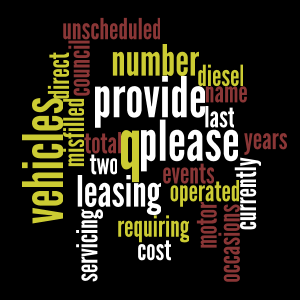 unscheduled
direct
council
number
diesel
name
provide
last
vehicles
misfilled
total
q
please
years
two
events
leasing
operated
currently
servicing
requiring
motor
occasions
cost